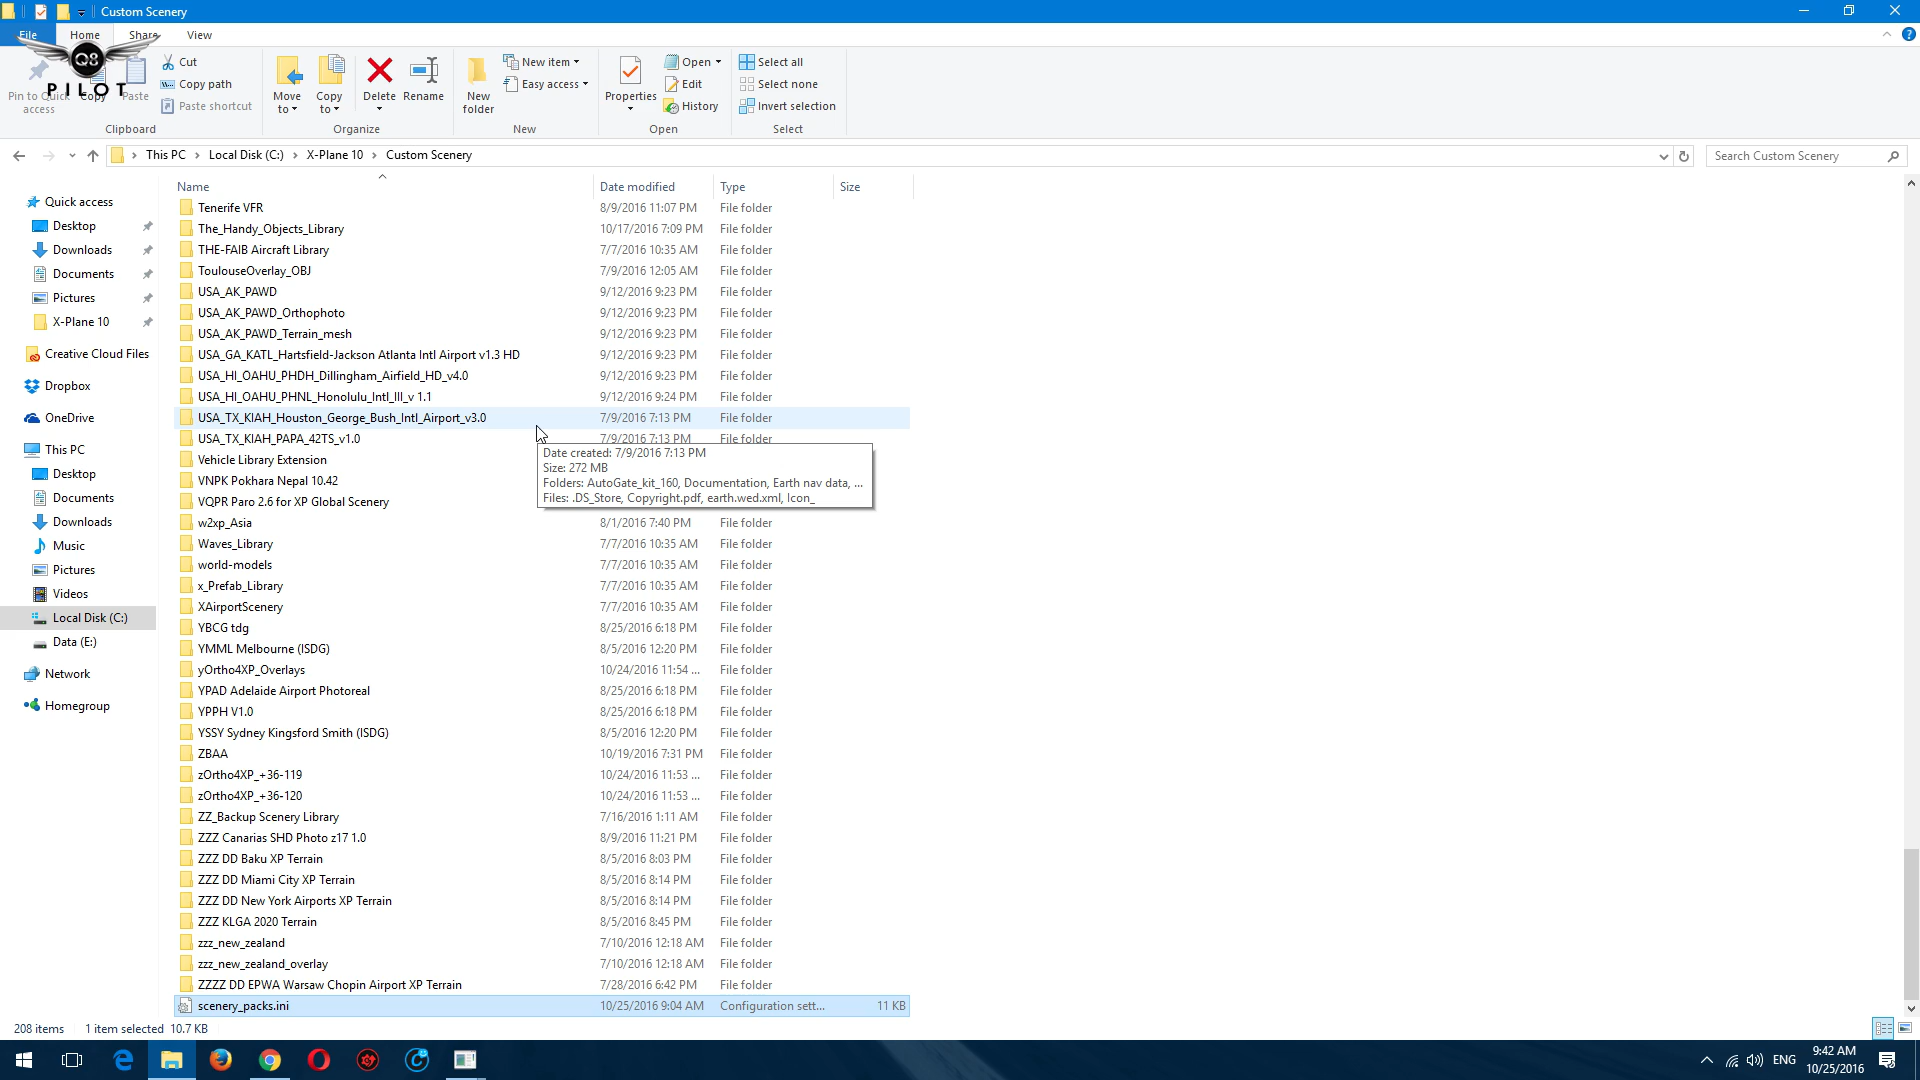 Custom Scenery
File Home Share View
Q8
PILOT
Pin to Quick access
Copy
Paste
Cut
Copy path
Paste shortcut
Clipboard
Move to
Copy to
Delete
Rename
Organize
New folder
New item
Easy access
New
Properties
Open
Edit
History
Open
Select all
Select none
Invert selection
Select
This PC > Local Disk (C:) > X-Plane 10 > Custom Scenery
Search Custom Scenery
Quick access
Desktop
Downloads
Documents
Pictures
X-Plane 10
Creative Cloud Files
Dropbox
OneDrive
This PC
Desktop
Documents
Downloads
Music
Pictures
Videos
Local Disk (C:)
Data (E:)
Network
Homegroup
Name Date modified Type Size
Tenerife VFR 8/9/2016 11:07 PM File folder
The_Handy_Objects_Library 10/17/2016 7:09 PM File folder
THE-FAIB Aircraft Library 7/7/2016 10:35 AM File folder
ToulouseOverlay_OBJ 7/9/2016 12:05 AM File folder
USA_AK_PAWD 9/12/2016 9:23 PM File folder
USA_AK_PAWD_Orthophoto 9/12/2016 9:23 PM File folder
USA_AK_PAWD_Terrain_mesh 9/12/2016 9:23 PM File folder
USA_GA_KATL_Hartsfield-Jackson Atlanta Intl Airport v1.3 HD 9/12/2016 9:23 PM File folder
USA_HI_OAHU_PHDH_Dillingham_Airfield_HD_v4.0 9/12/2016 9:23 PM File folder
USA_HI_OAHU_PHNL_Honolulu_Intl_III_v 1.1 9/12/2016 9:24 PM File folder
USA_TX_KIAH_Houston_George_Bush_Intl_Airport_v3.0 7/9/2016 7:13 PM File folder
USA_TX_KIAH_PAPA_42TS_v1.0 7/9/2016 7:13 PM File folder
Date created: 7/9/2016 7:13 PM
Size: 272 MB
Folders: AutoGate_kit_160, Documentation, Earth nav data, ...
Files: .DS_Store, Copyright.pdf, earth.wed.xml, Icon_
Vehicle Library Extension
VNPK Pokhara Nepal 10.42
VQPR Paro 2.6 for XP Global Scenery
w2xp_Asia 8/1/2016 7:40 PM File folder
Waves_Library 7/7/2016 10:35 AM File folder
world-models 7/7/2016 10:35 AM File folder
x_Prefab_Library 7/7/2016 10:35 AM File folder
XAirportScenery 7/7/2016 10:35 AM File folder
YBCG tdg 8/25/2016 6:18 PM File folder
YMML Melbourne (ISDG) 8/5/2016 12:20 PM File folder
yOrtho4XP_Overlays 10/24/2016 11:54 ... File folder
YPAD Adelaide Airport Photoreal 8/25/2016 6:18 PM File folder
YPPH V1.0 8/25/2016 6:18 PM File folder
YSSY Sydney Kingsford Smith (ISDG) 8/5/2016 12:20 PM File folder
ZBAA 10/19/2016 7:31 PM File folder
zOrtho4XP_+36-119 10/24/2016 11:53 ... File folder
zOrtho4XP_+36-120 10/24/2016 11:53 ... File folder
ZZ_Backup Scenery Library 7/16/2016 1:11 AM File folder
ZZZ Canarias SHD Photo z17 1.0 8/9/2016 11:21 PM File folder
ZZZ DD Baku XP Terrain 8/5/2016 8:03 PM File folder
ZZZ DD Miami City XP Terrain 8/5/2016 8:14 PM File folder
ZZZ DD New York Airports XP Terrain 8/5/2016 8:14 PM File folder
ZZZ KLGA 2020 Terrain 8/5/2016 8:45 PM File folder
zzz_new_zealand 7/10/2016 12:18 AM File folder
zzz_new_zealand_overlay 7/10/2016 12:18 AM File folder
ZZZZ DD EPWA Warsaw Chopin Airport XP Terrain 7/28/2016 6:42 PM File folder
scenery_packs.ini 10/25/2016 9:04 AM Configuration sett... 11 KB
208 items 1 item selected 10.7 KB
ENG
9:42 AM
10/25/2016